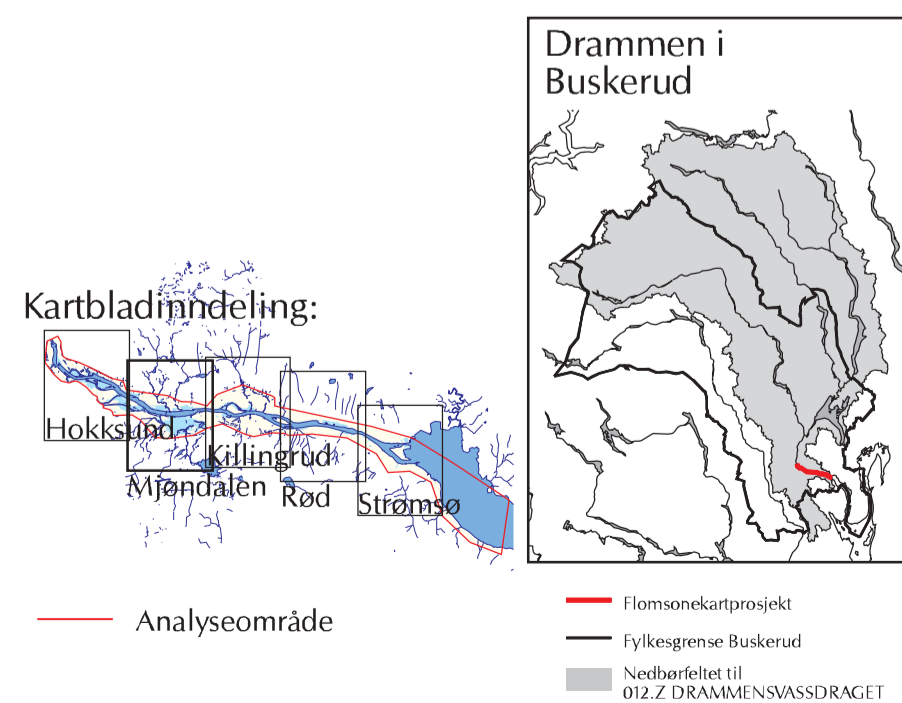 Drammen i
Buskerud
Kartbladinndeling:
Hokksund
Mjøndalen
Killingrud
Rød
Strømsø
Analyseområde
Flomsonekartprosjekt
Fylkesgrense Buskerud
Nedbørfeltet til
012.Z DRAMMENSVASSDRAGET